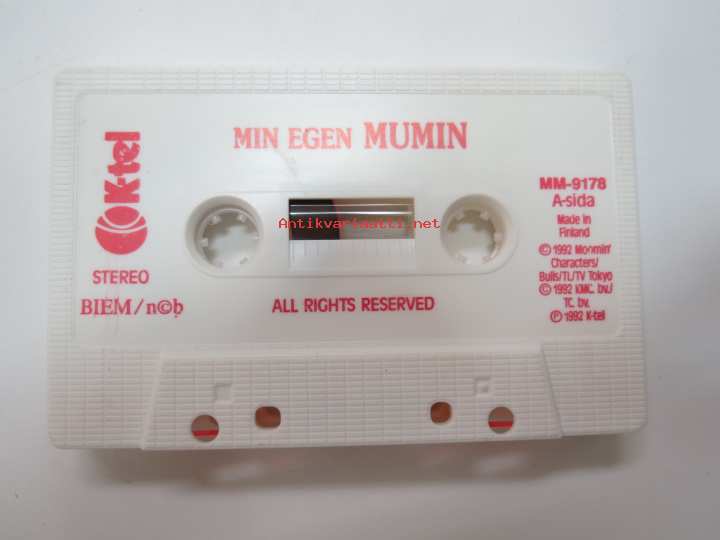 K-tel
STEREO
BIEM/n©b
MIN EGEN MUMIN
Antikvariaatti.net
ALL RIGHTS RESERVED
MM-9178
A-sida
Made in
Finland
© 1992 Moomin
Characters/
Bulls/TL/TV Tokyo
© 1992 KMC. bv./
TC. bv.
℗ 1992 K-tel